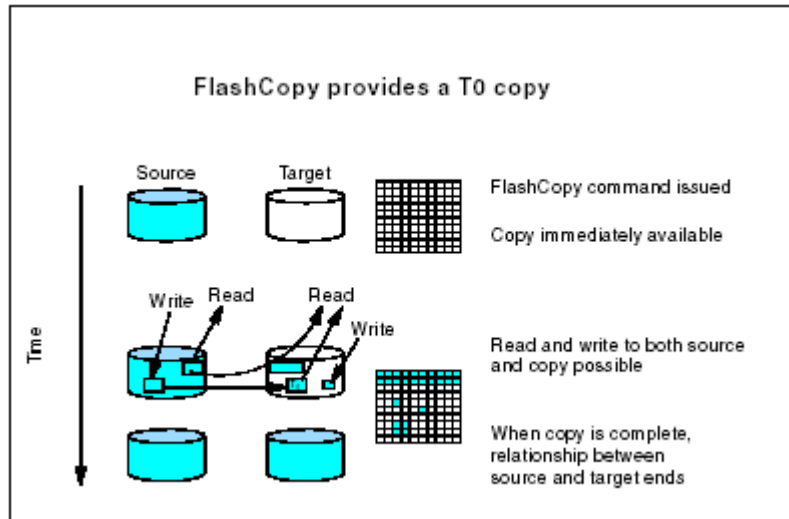 FlashCopy provides a T0 copy
Source
Target
FlashCopy command issued
Copy immediately available
Time
Write
Read
Read
Write
Read and write to both source
and copy possible
When copy is complete,
relationship between
source and target ends